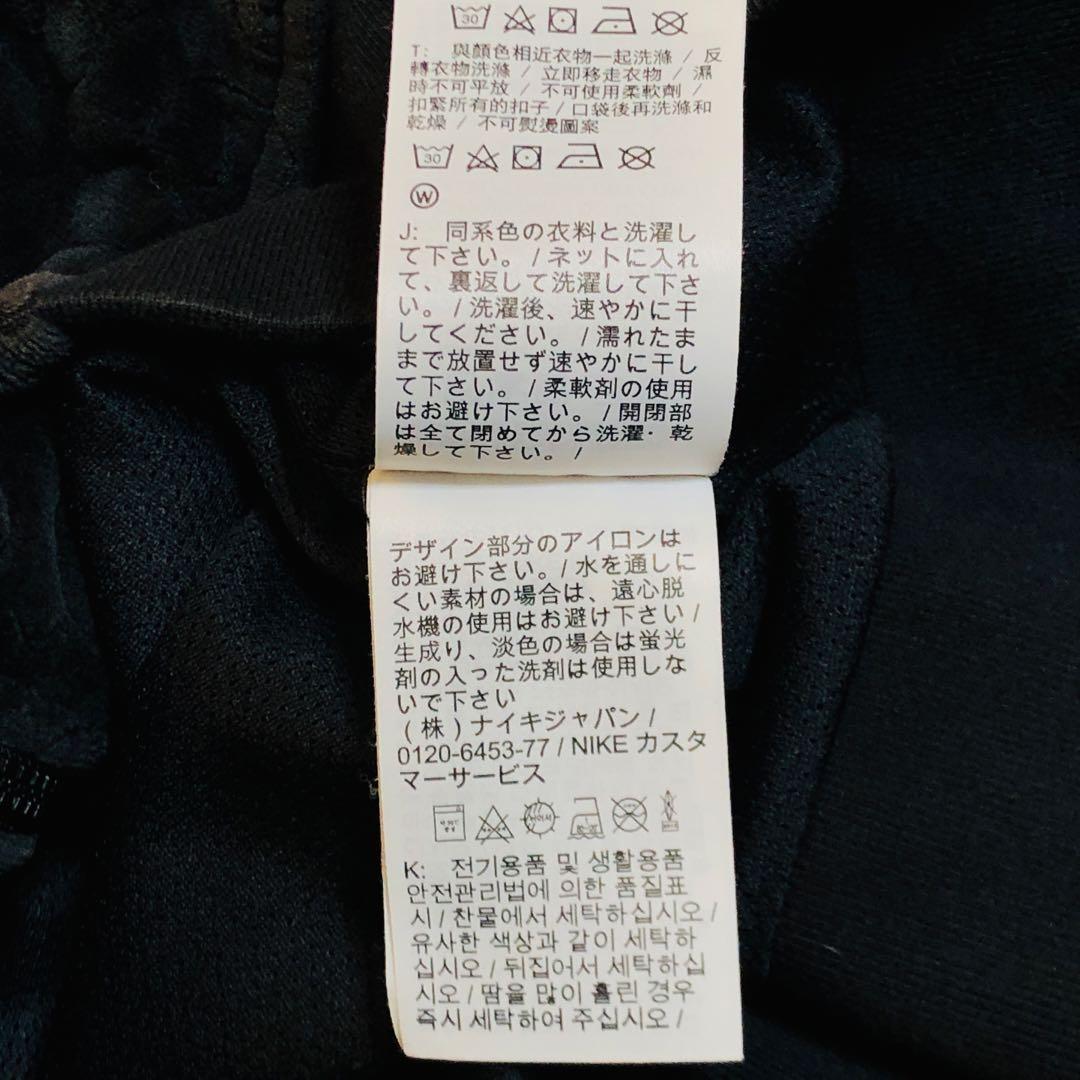 30
T: 與顏色相近衣物一起洗滌 / 反
轉衣物洗滌 / 立即移走衣物 / 濕
時不可平放 / 不可使用柔軟劑 /
扣緊所有的扣子 / 口袋後再洗滌和
乾燥 / 不可熨燙圖案
30
W
J: 同系色の衣料と洗濯し
て下さい。/ ネットに入れ
て、裏返して洗濯して下さ
い。/ 洗濯後、速やかに干
してください。/ 濡れたま
まで放置せず速やかに干し
て下さい。/ 柔軟剤の使用
はお避け下さい。/ 開閉部
は全て閉めてから洗濯・乾
燥して下さい。/
デザイン部分のアイロンは
お避け下さい。/ 水を通しに
くい素材の場合は、遠心脱
水機の使用はお避け下さい /
生成り、淡色の場合は蛍光
剤の入った洗剤は使用しな
いで下さい
(株)ナイキジャパン /
0120-6453-77 / NIKE カスタ
マーサービス
K: 전기용품 및 생활용품
안전관리법에 의한 품질표
시 / 찬물에서 세탁하십시오 /
유사한 색상과 같이 세탁하
십시오 / 뒤집어서 세탁하십
시오 / 땀을 많이 흘린 경우
즉시 세탁하여 주십시오 /